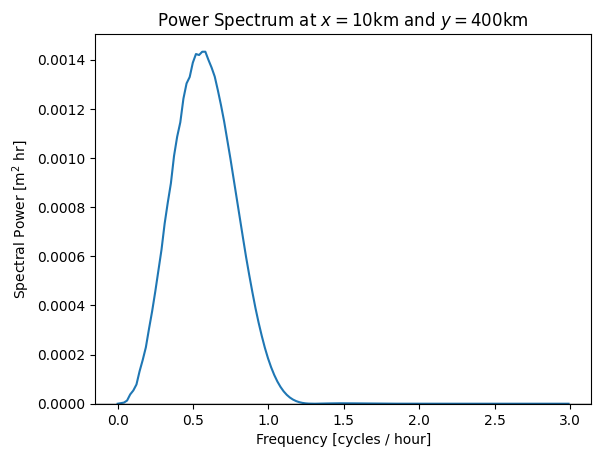 Power Spectrum at x = 10km and y = 400km
Spectral Power [m² hr]
0.0014
0.0012
0.0010
0.0008
0.0006
0.0004
0.0002
0.0000
0.0 0.5 1.0 1.5 2.0 2.5 3.0
Frequency [cycles / hour]